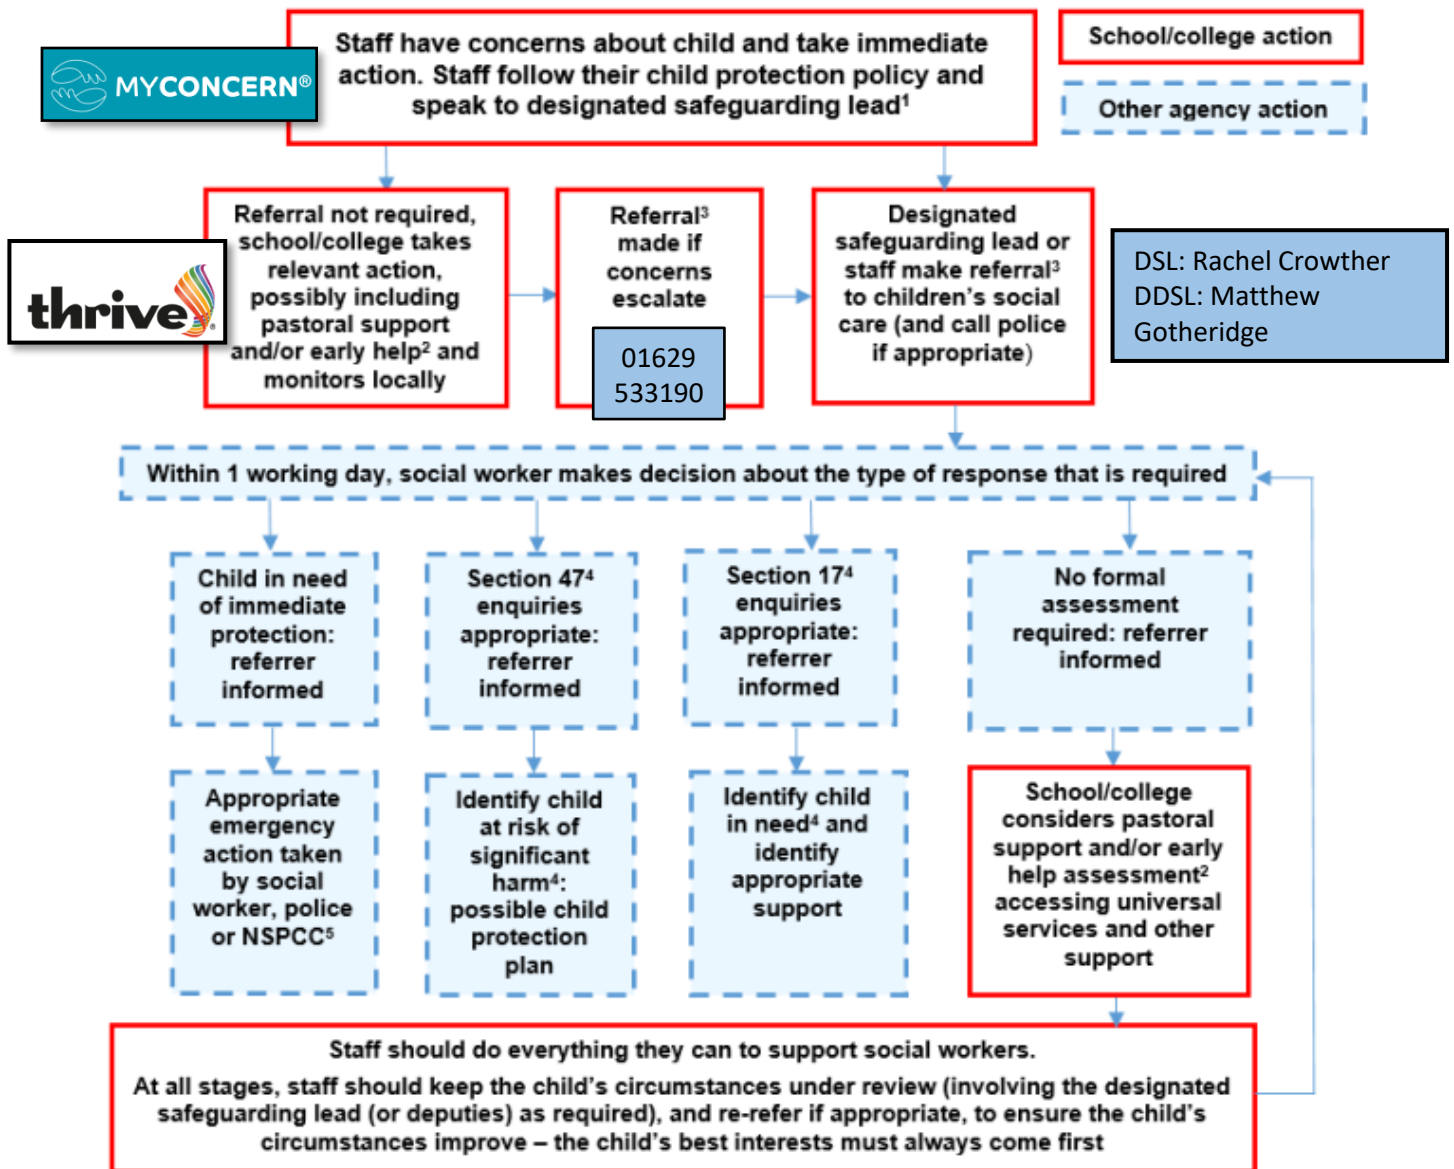 MYCONCERN®
Staff have concerns about child and take immediate
action. Staff follow their child protection policy and
speak to designated safeguarding lead¹
School/college action
Other agency action
thrive®
Referral not required,
school/college takes
relevant action,
possibly including
pastoral support
and/or early help² and
monitors locally
Referral³
made if
concerns
escalate
01629
533190
Designated
safeguarding lead or
staff make referral³
to children's social
care (and call police
if appropriate)
DSL: Rachel Crowther
DDSL: Matthew
Gotheridge
Within 1 working day, social worker makes decision about the type of response that is required
Child in need
of immediate
protection:
referrer
informed
Section 47⁴
enquiries
appropriate:
referrer
informed
Section 17⁴
enquiries
appropriate:
referrer
informed
No formal
assessment
required: referrer
informed
Appropriate
emergency
action taken
by social
worker, police
or NSPCC⁵
Identify child
at risk of
significant
harm⁴:
possible child
protection
plan
Identify child
in need⁴ and
identify
appropriate
support
School/college
considers pastoral
support and/or early
help assessment²
accessing universal
services and other
support
Staff should do everything they can to support social workers.
At all stages, staff should keep the child's circumstances under review (involving the designated
safeguarding lead (or deputies) as required), and re-refer if appropriate, to ensure the child's
circumstances improve – the child's best interests must always come first